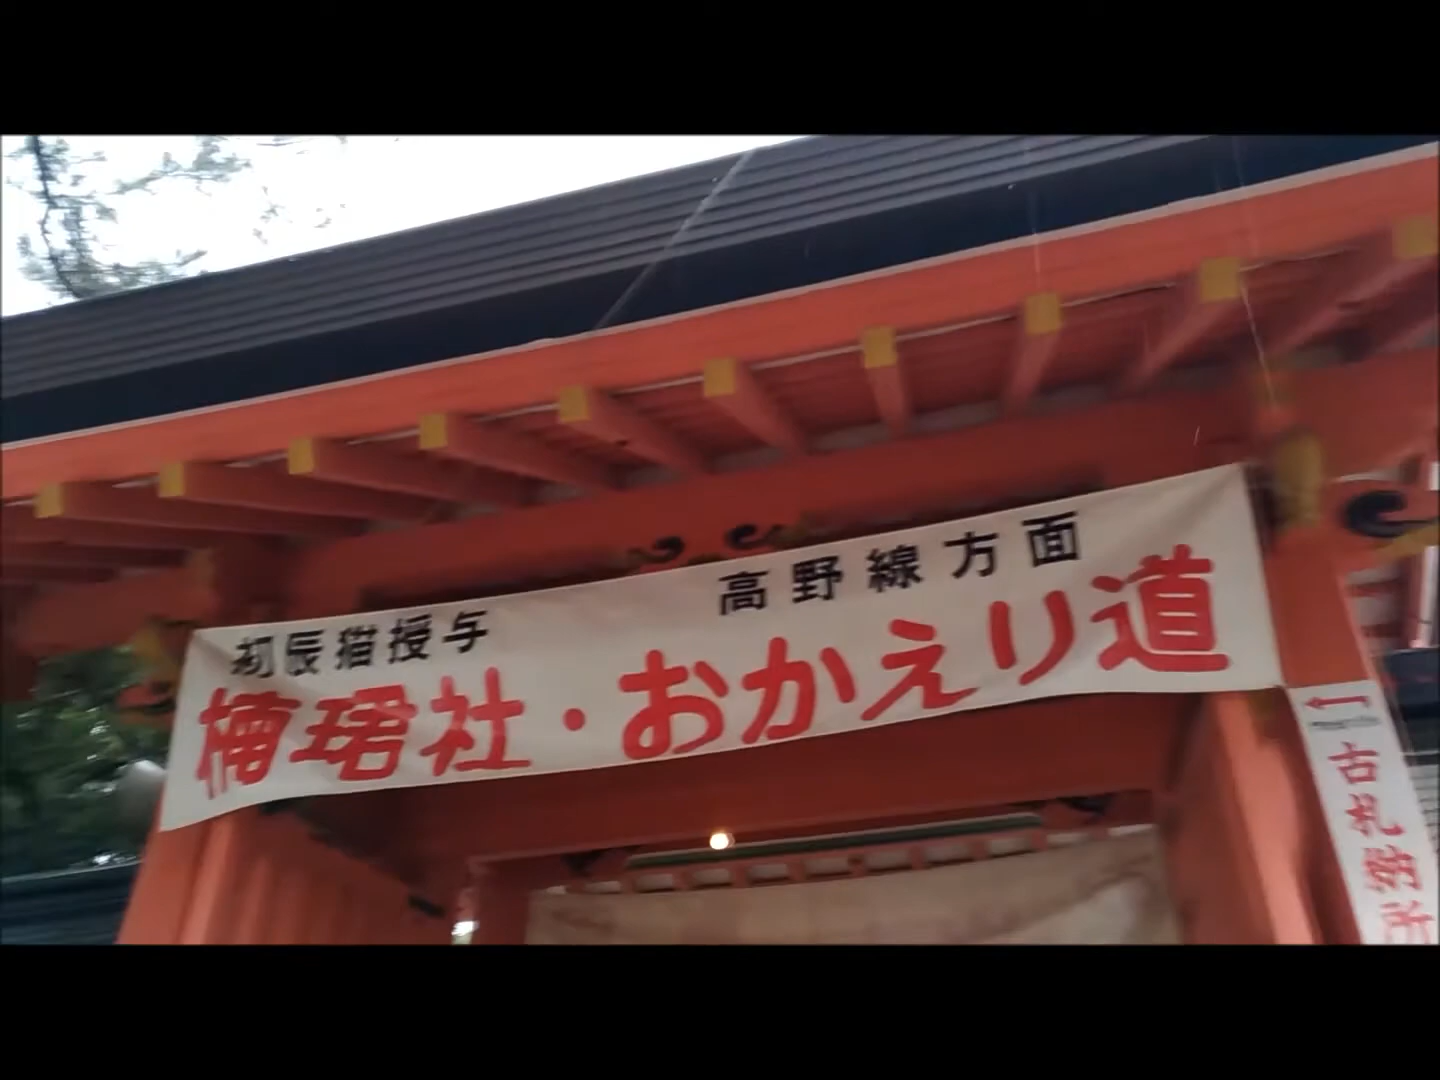 初辰猫授与
高野線方面
楠珺社・おかえり道
古札納所